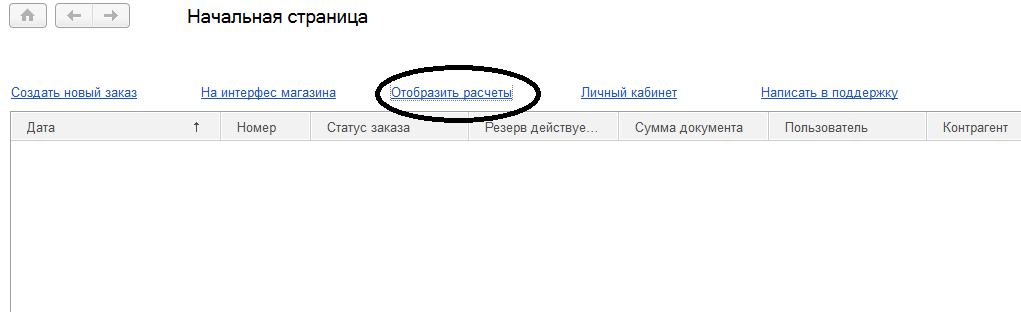 Начальная страница
Создать новый заказ На интерфес магазина Отобразить расчеты Личный кабинет Написать в поддержку
Дата ↑ Номер Статус заказа Резерв действуе... Сумма документа Пользователь Контрагент